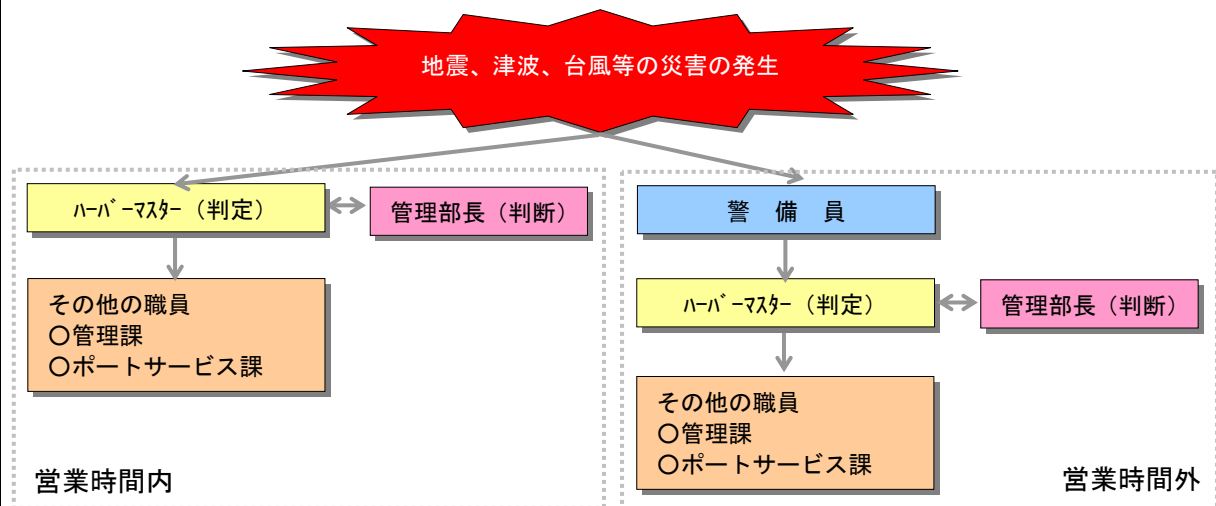 地震、津波、台風等の災害の発生
ﾊｰﾊﾞｰﾏｽﾀｰ（判定）
管理部長（判断）
その他の職員
〇管理課
〇ポートサービス課
営業時間内
警　備　員
ﾊｰﾊﾞｰﾏｽﾀｰ（判定）
管理部長（判断）
その他の職員
〇管理課
〇ポートサービス課
営業時間外